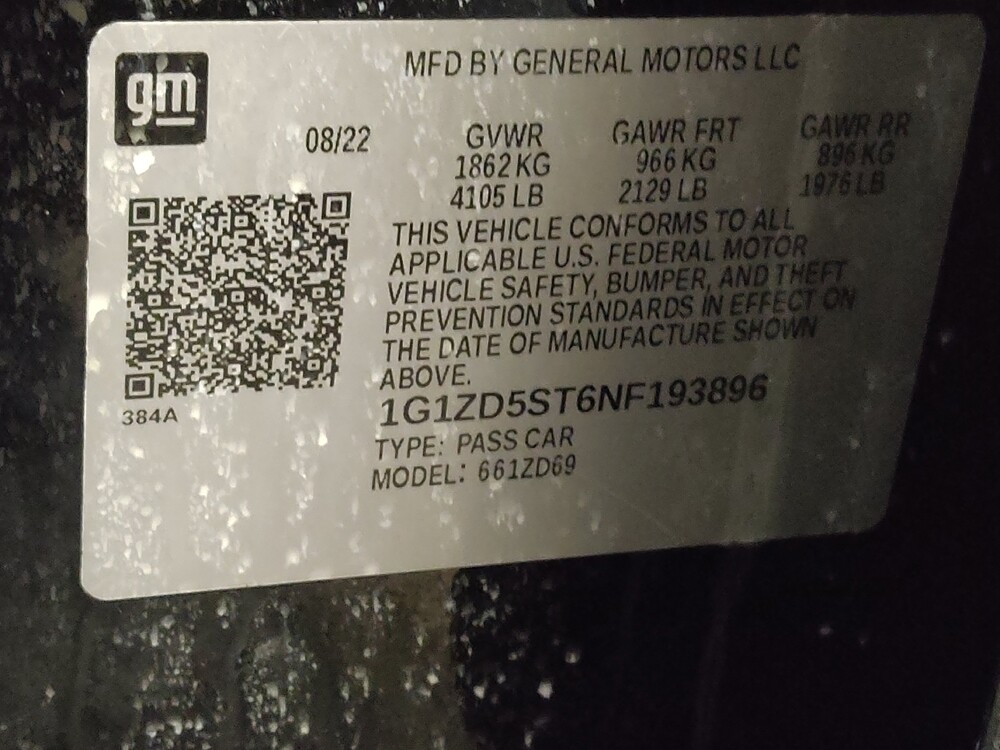 gm
MFD BY GENERAL MOTORS LLC
08/22 GVWR GAWR FRT GAWR RR
1862 KG 966 KG 896 KG
4105 LB 2129 LB 1976 LB
THIS VEHICLE CONFORMS TO ALL
APPLICABLE U.S. FEDERAL MOTOR
VEHICLE SAFETY, BUMPER, AND THEFT
PREVENTION STANDARDS IN EFFECT ON
THE DATE OF MANUFACTURE SHOWN
ABOVE.
384A
1G1ZD5ST6NF193896
TYPE: PASS CAR
MODEL: 661ZD69